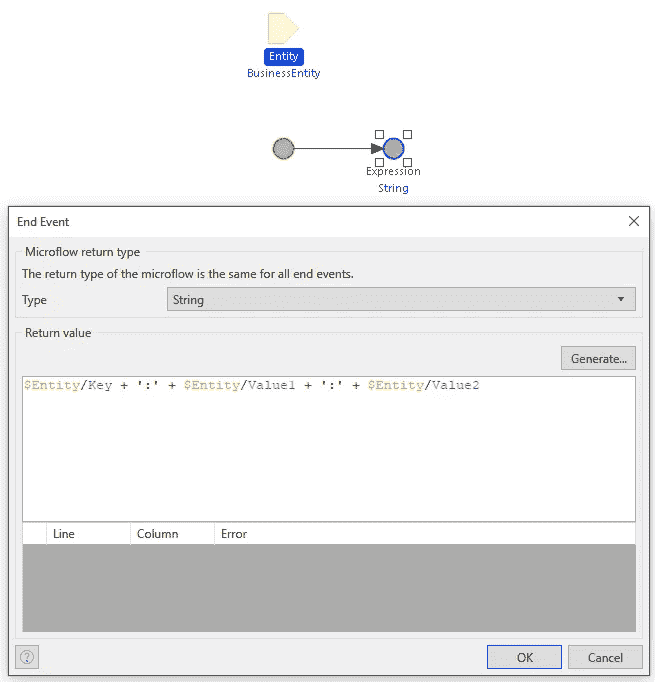 Entity
BusinessEntity
Expression
String
End Event
Microflow return type
The return type of the microflow is the same for all end events.
Type String
Return value
Generate...
$Entity/Key + ':' + $Entity/Value1 + ':' + $Entity/Value2
Line Column Error
? OK Cancel